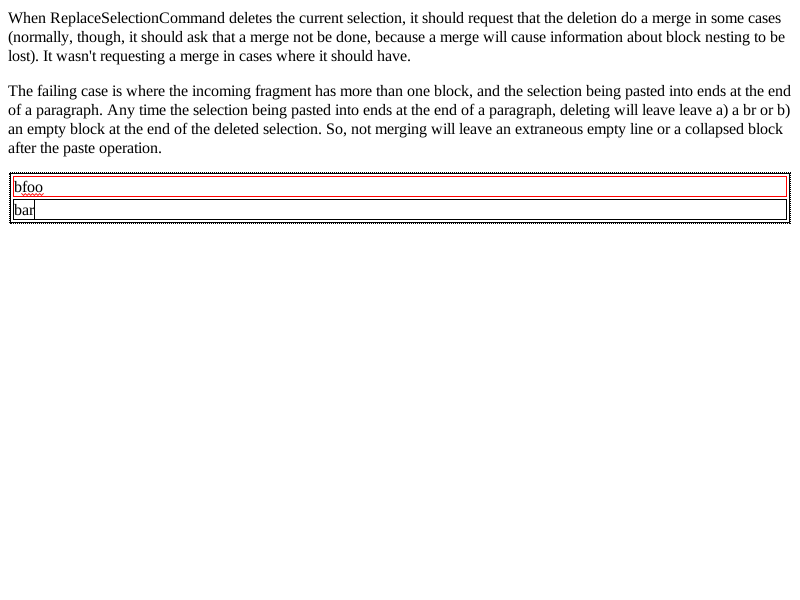 When ReplaceSelectionCommand deletes the current selection, it should request that the deletion do a merge in some cases
(normally, though, it should ask that a merge not be done, because a merge will cause information about block nesting to be
lost). It wasn't requesting a merge in cases where it should have.
The failing case is where the incoming fragment has more than one block, and the selection being pasted into ends at the end
of a paragraph. Any time the selection being pasted into ends at the end of a paragraph, deleting will leave leave a) a br or b)
an empty block at the end of the deleted selection. So, not merging will leave an extraneous empty line or a collapsed block
after the paste operation.
bfoo
bar